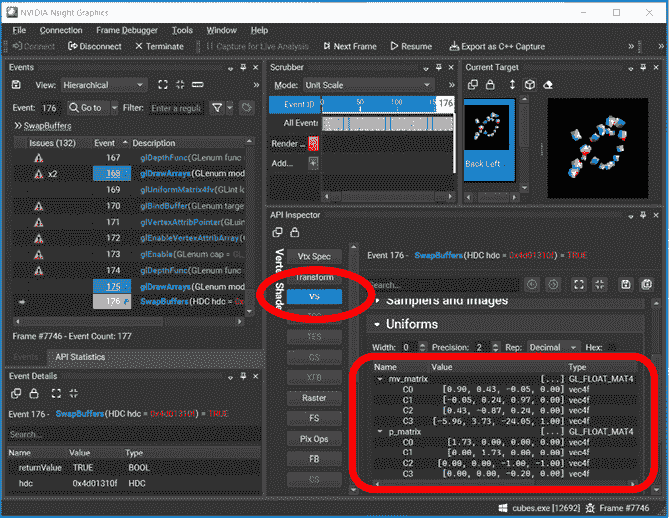 NVIDIA Nsight Graphics
File Connection Frame Debugger Tools Window Help
Connect Disconnect Terminate Capture for Live Analysis Next Frame Resume Export as C++ Capture
Events
View: Hierarchical
Event: 176 Go to Filter: Enter a regul
SwapBuffers
Issues (132) Event Description
167 glDepthFunc(GLenum func
x2 168 glDrawArrays(GLenum mod
169 glUniformMatrix4fv(GLint lo
170 glBindBuffer(GLenum target
171 glVertexAttribPointer(GLuin
172 glEnableVertexAttribArray(
173 glEnable(GLenum cap = GL
174 glDepthFunc(GLenum func
175 glDrawArrays(GLenum mod
176 SwapBuffers(HDC hdc = 0x
Frame #7746 - Event Count: 177
Events API Statistics
Event Details
Event 176 - SwapBuffers(HDC hdc = 0x4d01310f) = TRUE
Search...
Name Value Type
returnValue TRUE BOOL
hdc 0x4d01310f HDC
Scrubber
Mode: Unit Scale
Event ID 0 50 100 15 176
All Events
Render ...
Add...
Current Target
Back Left
API Inspector
Vertex Shade
Vtx Spec
Transform
VS
TES
GS
XFB
Raster
FS
Pix Ops
FB
CS
Event 176 - SwapBuffers(HDC hdc = 0x4d01310f) = TRUE
Search...
Samplers and Images
Uniforms
Width: 0 Precision: 2 Rep: Decimal Hex:
Name Value Type
mv_matrix [...] GL_FLOAT_MAT4
C0 [0.90, 0.43, -0.05, 0.00] vec4f
C1 [-0.05, 0.24, 0.97, 0.00] vec4f
C2 [0.43, -0.87, 0.24, 0.00] vec4f
C3 [-5.96, 3.73, -24.05, 1.00] vec4f
p_matrix [...] GL_FLOAT_MAT4
C0 [1.73, 0.00, 0.00, 0.00] vec4f
C1 [0.00, 1.73, 0.00, 0.00] vec4f
C2 [0.00, 0.00, -1.00, -1.00] vec4f
C3 [0.00, 0.00, -0.20, 0.00] vec4f
cubes.exe [12692] Frame #7746